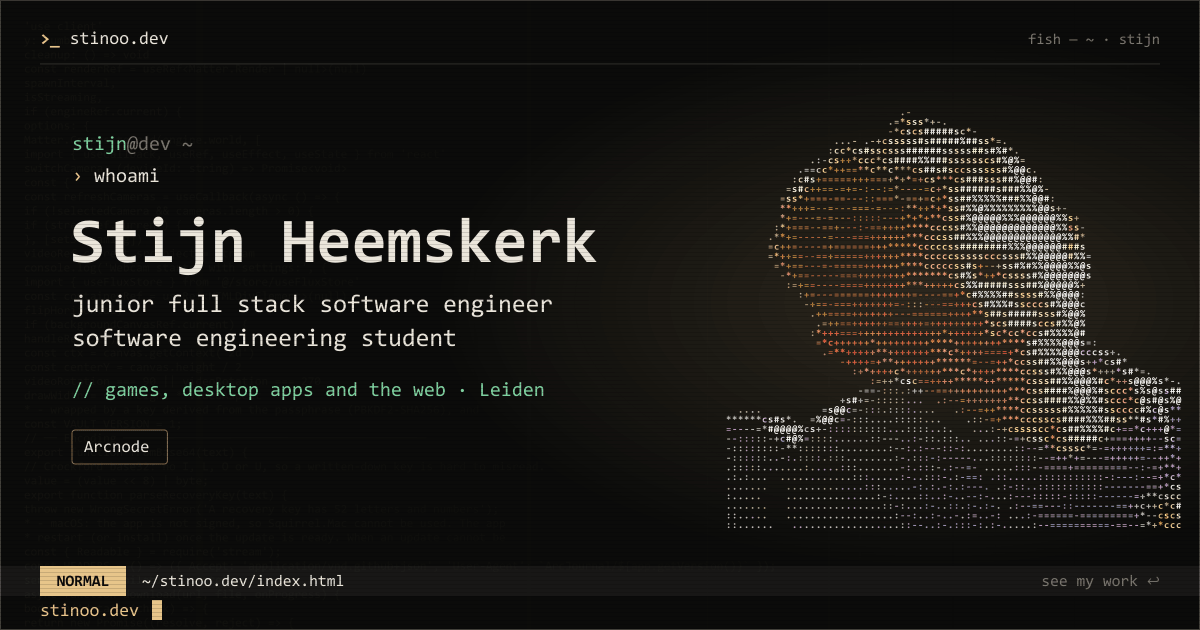 >_ stinoo.dev
fish — ~ · stijn
stijn@dev ~
› whoami
Stijn Heemskerk
junior full stack software engineer
software engineering student
// games, desktop apps and the web · Leiden
Arcnode
NORMAL ~/stinoo.dev/index.html
see my work ↩
stinoo.dev